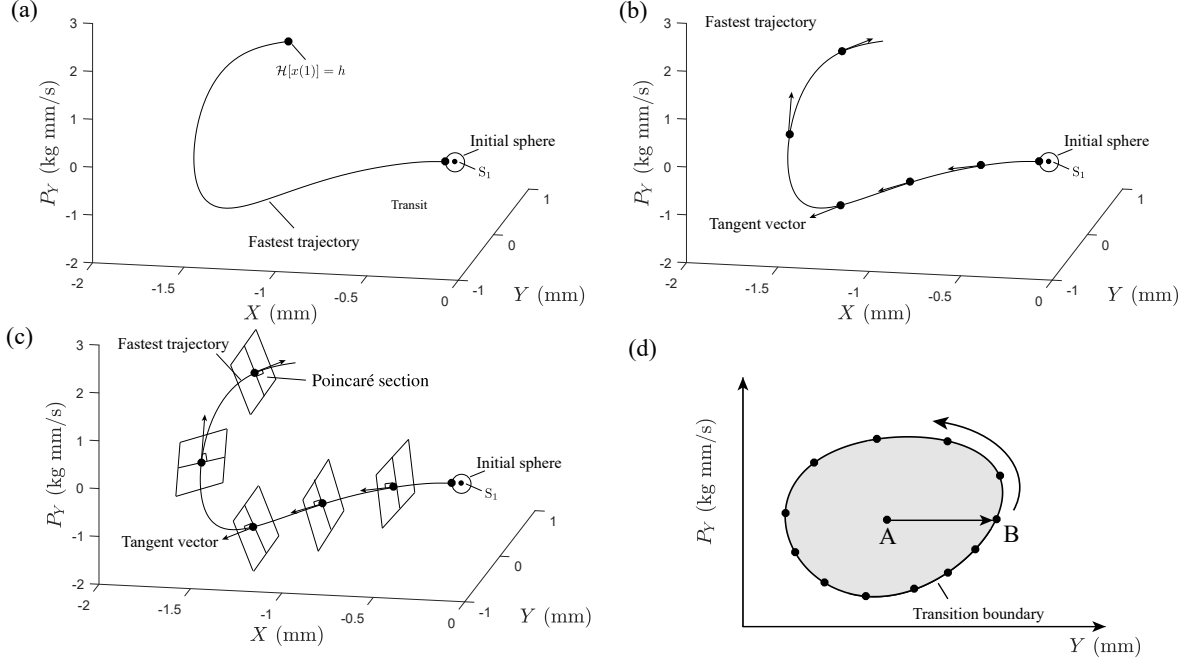 (a)
3
2
1
0
-1
-2
P_Y (kg mm/s)
ℋ[x(1)] = h
Initial sphere
S₁
Transit
Fastest trajectory
1
0
-1
Y (mm)
-2
-1.5
-1
-0.5
0
X (mm)
(b)
Fastest trajectory
3
2
1
0
-1
-2
P_Y (kg mm/s)
Initial sphere
S₁
Tangent vector
1
0
-1
Y (mm)
-2
-1.5
-1
-0.5
0
X (mm)
(c)
Fastest trajectory
Poincaré section
3
2
1
0
-1
-2
P_Y (kg mm/s)
Initial sphere
S₁
Tangent vector
1
0
-1
Y (mm)
-2
-1.5
-1
-0.5
0
X (mm)
(d)
P_Y (kg mm/s)
A
B
Transition boundary
Y (mm)